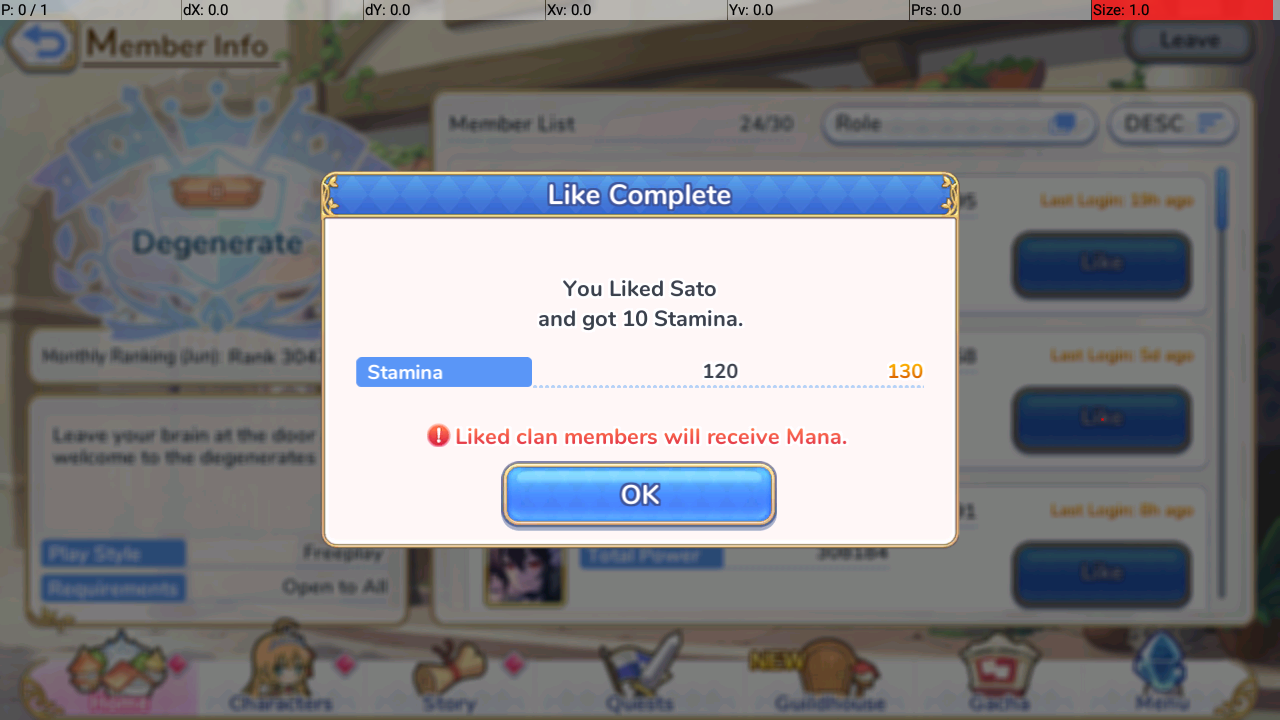 P: 0 / 1 dX: 0.0 dY: 0.0 Xv: 0.0 Yv: 0.0 Prs: 0.0 Size: 1.0
Member Info
Leave
Degenerate
Monthly Ranking (Jun): Rank 304
Leave your brain at the door
welcome to the degenerates
Play Style Freeplay
Requirements Open to All
Member List 24/30 Role DESC
Last Login: 19h ago
Like
Last Login: 5d ago
Like
Last Login: 8h ago
Total Power 308184
Like
Like Complete
You Liked Sato
and got 10 Stamina.
Stamina 120 130
Liked clan members will receive Mana.
OK
NEW
Home Characters Story Quests Guildhouse Gacha Menu